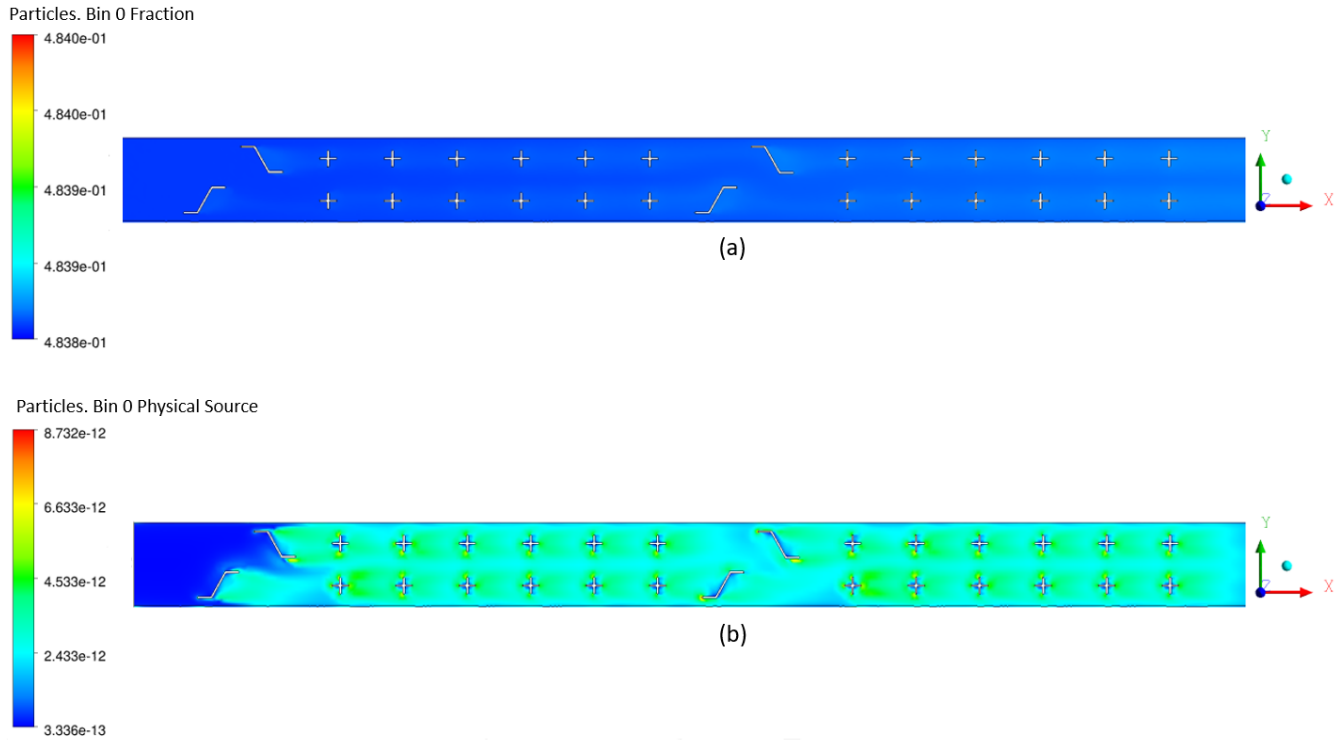 Particles. Bin 0 Fraction
4.840e-01
4.840e-01
4.839e-01
4.839e-01
4.838e-01
Y
Z
X
(a)
Particles. Bin 0 Physical Source
8.732e-12
6.633e-12
4.533e-12
2.433e-12
3.336e-13
Y
Z
X
(b)